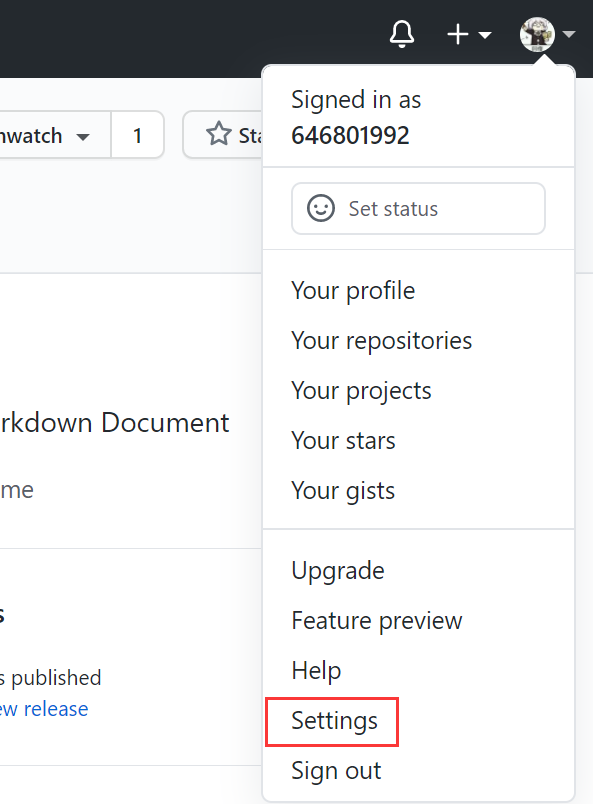 nwatch
1
Sta
Signed in as
646801992
Set status
Your profile
Your repositories
Your projects
Your stars
Your gists
rkdown Document
me
s
s published
ew release
Upgrade
Feature preview
Help
Settings
Sign out